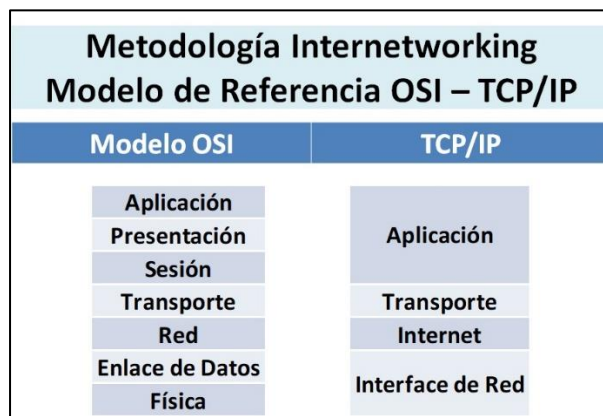 Metodología Internetworking
Modelo de Referencia OSI – TCP/IP
Modelo OSI
TCP/IP
Aplicación
Presentación
Sesión
Transporte
Red
Enlace de Datos
Física
Aplicación
Transporte
Internet
Interface de Red